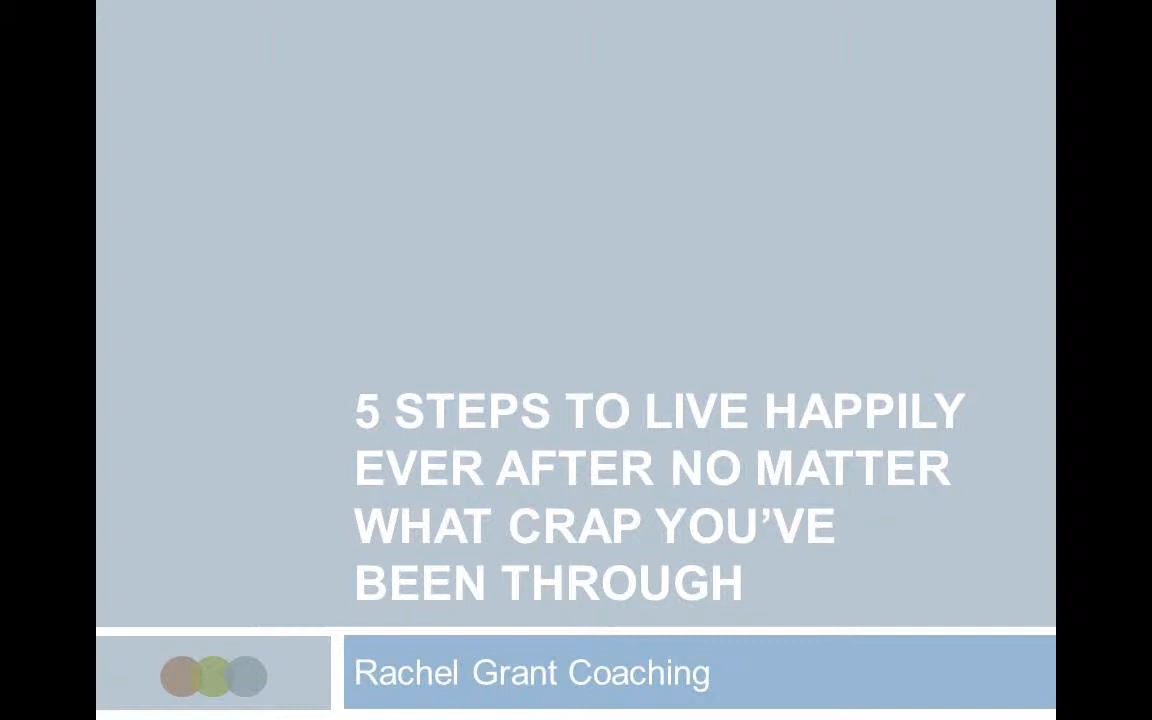 5 STEPS TO LIVE HAPPILY
EVER AFTER NO MATTER
WHAT CRAP YOU’VE
BEEN THROUGH
Rachel Grant Coaching